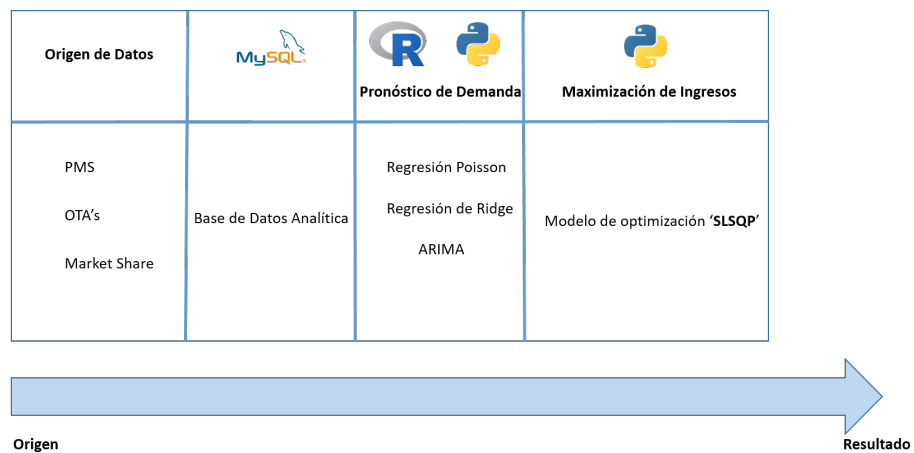 Origen de Datos
MySQL
R
Pronóstico de Demanda
Maximización de Ingresos
PMS
OTA's
Market Share
Base de Datos Analítica
Regresión Poisson
Regresión de Ridge
ARIMA
Modelo de optimización ‘SLSQP’
Origen
Resultado